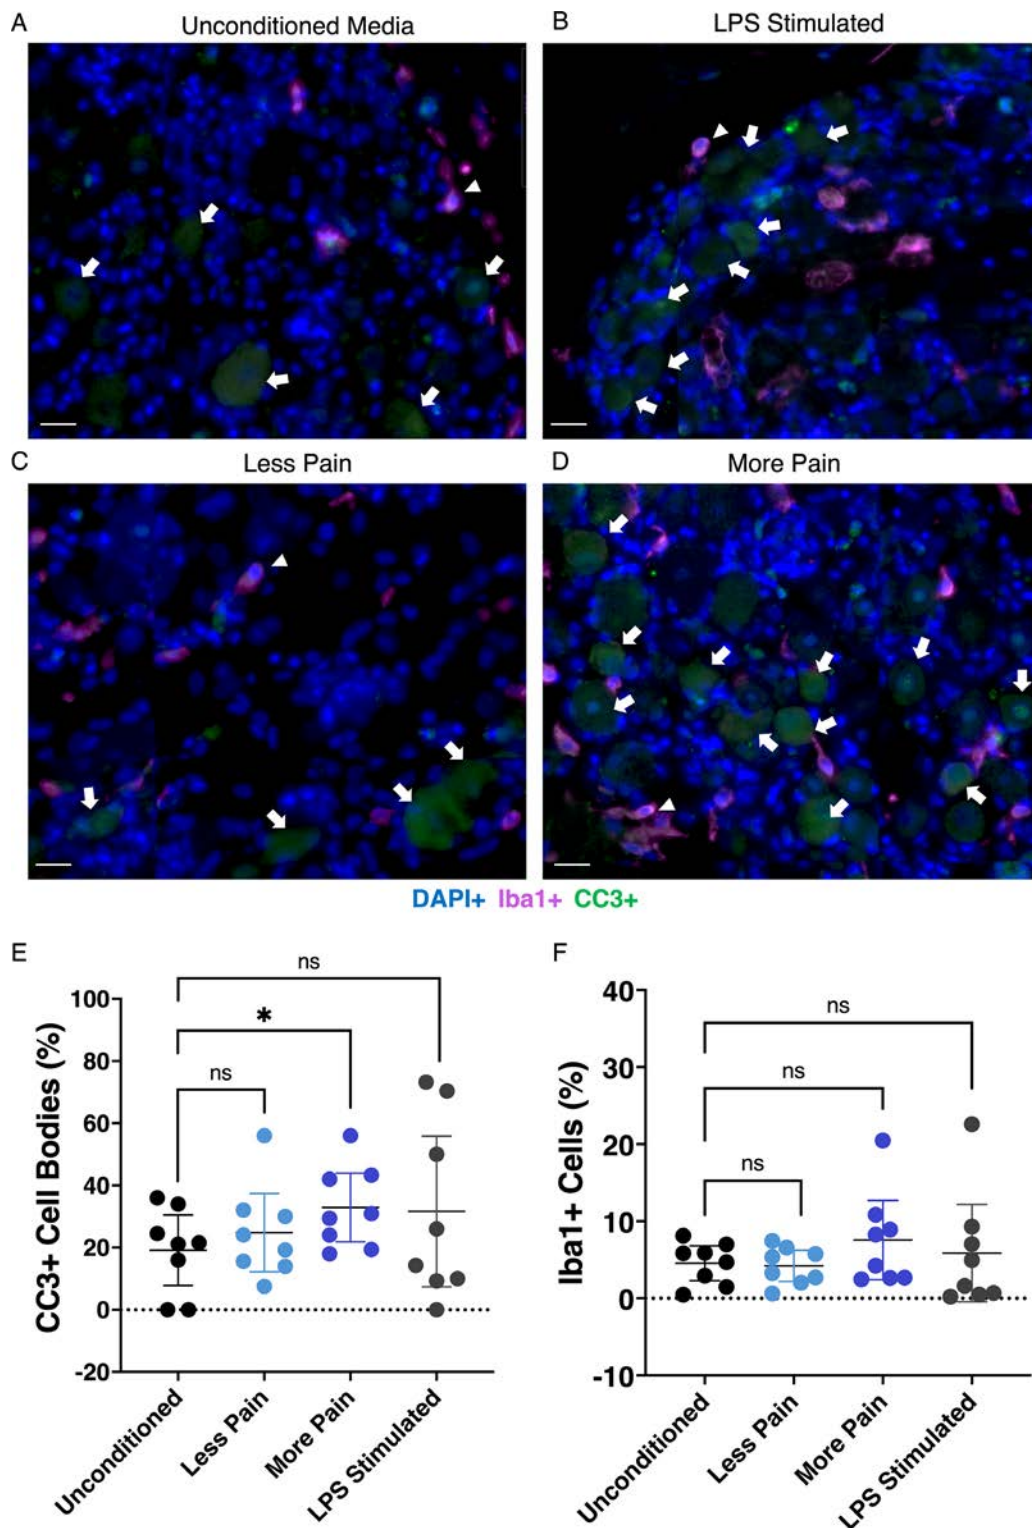 A Unconditioned Media
B LPS Stimulated
C Less Pain
D More Pain
DAPI+ Iba1+ CC3+
E
CC3+ Cell Bodies (%)
100
80
60
40
20
0
-20
ns
*
ns
Unconditioned
Less Pain
More Pain
LPS Stimulated
F
Iba1+ Cells (%)
40
30
20
10
0
-10
ns
ns
ns
Unconditioned
Less Pain
More Pain
LPS Stimulated